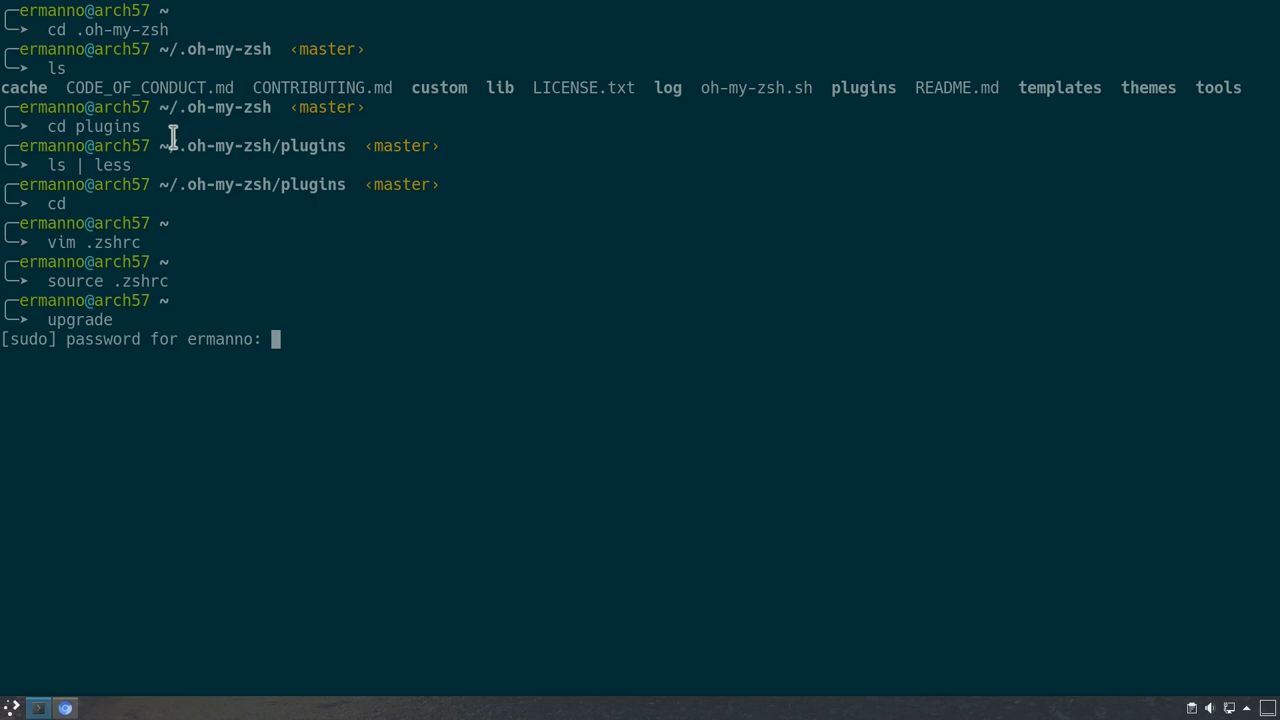 ermanno@arch57 ~
cd .oh-my-zsh
ermanno@arch57 ~/.oh-my-zsh ‹master›
ls
cache CODE_OF_CONDUCT.md CONTRIBUTING.md custom lib LICENSE.txt log oh-my-zsh.sh plugins README.md templates themes tools
ermanno@arch57 ~/.oh-my-zsh ‹master›
cd plugins
ermanno@arch57 ~/.oh-my-zsh/plugins ‹master›
ls | less
ermanno@arch57 ~/.oh-my-zsh/plugins ‹master›
cd
ermanno@arch57 ~
vim .zshrc
ermanno@arch57 ~
source .zshrc
ermanno@arch57 ~
upgrade
[sudo] password for ermanno: